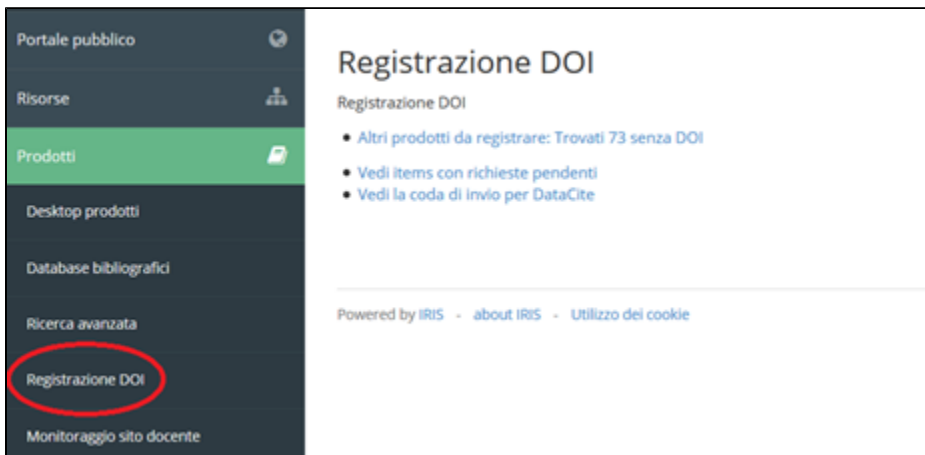 Portale pubblico
Risorse
Prodotti
Desktop prodotti
Database bibliografici
Ricerca avanzata
Registrazione DOI
Monitoraggio sito docente
Registrazione DOI
Registrazione DOI
Altri prodotti da registrare: Trovati 73 senza DOI
Vedi items con richieste pendenti
Vedi la coda di invio per DataCite
Powered by IRIS - about IRIS - Utilizzo dei cookie